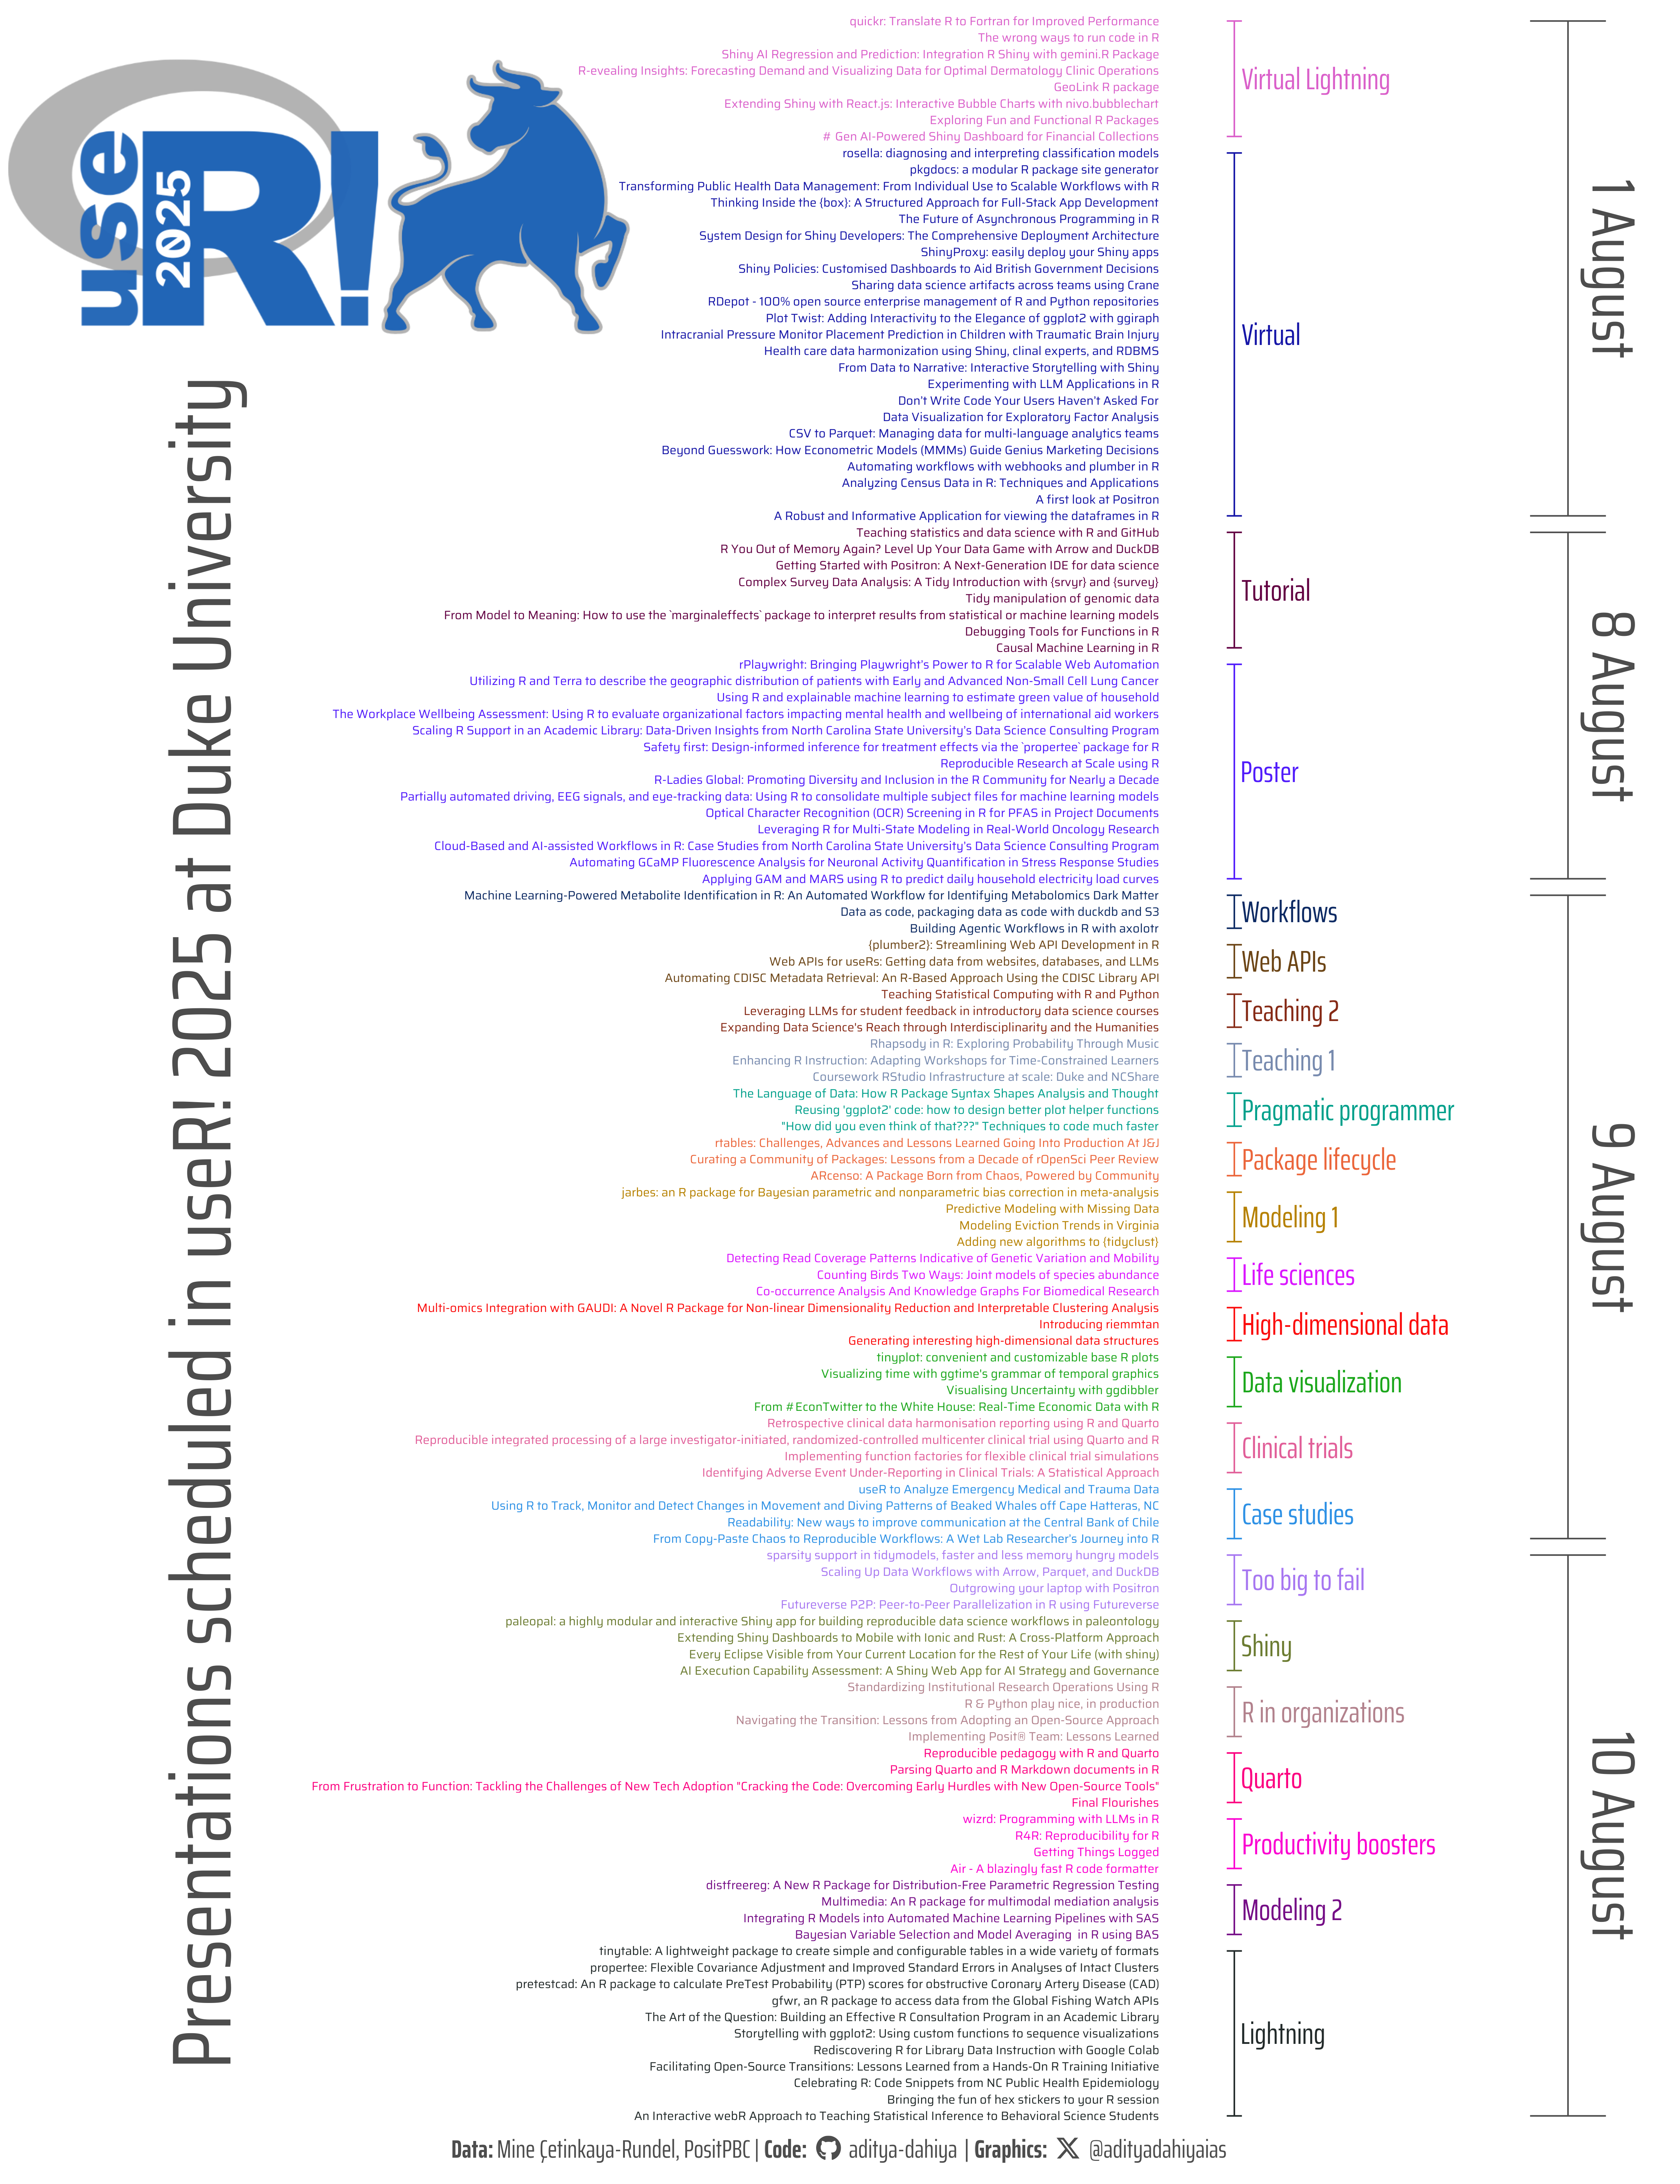 use
R!
2025
Presentations scheduled in useR! 2025 at Duke University
quickr: Translate R to Fortran for Improved Performance
The wrong ways to run code in R
Shiny AI Regression and Prediction: Integration R Shiny with gemini.R Package
R-evealing Insights: Forecasting Demand and Visualizing Data for Optimal Dermatology Clinic Operations
GeoLink R package
Extending Shiny with React.js: Interactive Bubble Charts with nivo.bubblechart
Exploring Fun and Functional R Packages
# Gen AI-Powered Shiny Dashboard for Financial Collections
Virtual Lightning
rosella: diagnosing and interpreting classification models
pkgdocs: a modular R package site generator
Transforming Public Health Data Management: From Individual Use to Scalable Workflows with R
Thinking Inside the {box}: A Structured Approach for Full-Stack App Development
The Future of Asynchronous Programming in R
System Design for Shiny Developers: The Comprehensive Deployment Architecture
ShinyProxy: easily deploy your Shiny apps
Shiny Policies: Customised Dashboards to Aid British Government Decisions
Sharing data science artifacts across teams using Crane
RDepot - 100% open source enterprise management of R and Python repositories
Plot Twist: Adding Interactivity to the Elegance of ggplot2 with ggiraph
Intracranial Pressure Monitor Placement Prediction in Children with Traumatic Brain Injury
Health care data harmonization using Shiny, clinal experts, and RDBMS
From Data to Narrative: Interactive Storytelling with Shiny
Experimenting with LLM Applications in R
Don't Write Code Your Users Haven't Asked For
Data Visualization for Exploratory Factor Analysis
CSV to Parquet: Managing data for multi-language analytics teams
Beyond Guesswork: How Econometric Models (MMMs) Guide Genius Marketing Decisions
Automating workflows with webhooks and plumber in R
Analyzing Census Data in R: Techniques and Applications
A first look at Positron
A Robust and Informative Application for viewing the dataframes in R
Virtual
1 August
Teaching statistics and data science with R and GitHub
R You Out of Memory Again? Level Up Your Data Game with Arrow and DuckDB
Getting Started with Positron: A Next-Generation IDE for data science
Complex Survey Data Analysis: A Tidy Introduction with {srvyr} and {survey}
Tidy manipulation of genomic data
From Model to Meaning: How to use the `marginaleffects` package to interpret results from statistical or machine learning models
Debugging Tools for Functions in R
Causal Machine Learning in R
Tutorial
rPlaywright: Bringing Playwright's Power to R for Scalable Web Automation
Utilizing R and Terra to describe the geographic distribution of patients with Early and Advanced Non-Small Cell Lung Cancer
Using R and explainable machine learning to estimate green value of household
The Workplace Wellbeing Assessment: Using R to evaluate organizational factors impacting mental health and wellbeing of international aid workers
Scaling R Support in an Academic Library: Data-Driven Insights from North Carolina State University's Data Science Consulting Program
Safety first: Design-informed inference for treatment effects via the `propertee` package for R
Reproducible Research at Scale using R
R-Ladies Global: Promoting Diversity and Inclusion in the R Community for Nearly a Decade
Partially automated driving, EEG signals, and eye-tracking data: Using R to consolidate multiple subject files for machine learning models
Optical Character Recognition (OCR) Screening in R for PFAS in Project Documents
Leveraging R for Multi-State Modeling in Real-World Oncology Research
Cloud-Based and AI-assisted Workflows in R: Case Studies from North Carolina State University's Data Science Consulting Program
Automating GCaMP Fluorescence Analysis for Neuronal Activity Quantification in Stress Response Studies
Applying GAM and MARS using R to predict daily household electricity load curves
Poster
8 August
Machine Learning-Powered Metabolite Identification in R: An Automated Workflow for Identifying Metabolomics Dark Matter
Data as code, packaging data as code with duckdb and S3
Building Agentic Workflows in R with axolotr
Workflows
{plumber2}: Streamlining Web API Development in R
Web APIs for useRs: Getting data from websites, databases, and LLMs
Automating CDISC Metadata Retrieval: An R-Based Approach Using the CDISC Library API
Web APIs
Teaching Statistical Computing with R and Python
Leveraging LLMs for student feedback in introductory data science courses
Expanding Data Science's Reach through Interdisciplinarity and the Humanities
Teaching 2
Rhapsody in R: Exploring Probability Through Music
Enhancing R Instruction: Adapting Workshops for Time-Constrained Learners
Coursework RStudio Infrastructure at scale: Duke and NCShare
Teaching 1
The Language of Data: How R Package Syntax Shapes Analysis and Thought
Reusing 'ggplot2' code: how to design better plot helper functions
"How did you even think of that???" Techniques to code much faster
Pragmatic programmer
rtables: Challenges, Advances and Lessons Learned Going Into Production At J&J
Curating a Community of Packages: Lessons from a Decade of rOpenSci Peer Review
ARcenso: A Package Born from Chaos, Powered by Community
Package lifecycle
jarbes: an R package for Bayesian parametric and nonparametric bias correction in meta-analysis
Predictive Modeling with Missing Data
Modeling Eviction Trends in Virginia
Adding new algorithms to {tidyclust}
Modeling 1
Detecting Read Coverage Patterns Indicative of Genetic Variation and Mobility
Counting Birds Two Ways: Joint models of species abundance
Co-occurrence Analysis And Knowledge Graphs For Biomedical Research
Life sciences
Multi-omics Integration with GAUDI: A Novel R Package for Non-linear Dimensionality Reduction and Interpretable Clustering Analysis
Introducing riemmtan
Generating interesting high-dimensional data structures
High-dimensional data
tinyplot: convenient and customizable base R plots
Visualizing time with ggtime's grammar of temporal graphics
Visualising Uncertainty with ggdibbler
From #EconTwitter to the White House: Real-Time Economic Data with R
Data visualization
Retrospective clinical data harmonisation reporting using R and Quarto
Reproducible integrated processing of a large investigator-initiated, randomized-controlled multicenter clinical trial using Quarto and R
Implementing function factories for flexible clinical trial simulations
Identifying Adverse Event Under-Reporting in Clinical Trials: A Statistical Approach
Clinical trials
useR to Analyze Emergency Medical and Trauma Data
Using R to Track, Monitor and Detect Changes in Movement and Diving Patterns of Beaked Whales off Cape Hatteras, NC
Readability: New ways to improve communication at the Central Bank of Chile
From Copy-Paste Chaos to Reproducible Workflows: A Wet Lab Researcher's Journey into R
Case studies
9 August
sparsity support in tidymodels, faster and less memory hungry models
Scaling Up Data Workflows with Arrow, Parquet, and DuckDB
Outgrowing your laptop with Positron
Futureverse P2P: Peer-to-Peer Parallelization in R using Futureverse
Too big to fail
paleopal: a highly modular and interactive Shiny app for building reproducible data science workflows in paleontology
Extending Shiny Dashboards to Mobile with Ionic and Rust: A Cross-Platform Approach
Every Eclipse Visible from Your Current Location for the Rest of Your Life (with shiny)
AI Execution Capability Assessment: A Shiny Web App for AI Strategy and Governance
Shiny
Standardizing Institutional Research Operations Using R
R & Python play nice, in production
Navigating the Transition: Lessons from Adopting an Open-Source Approach
Implementing Posit® Team: Lessons Learned
R in organizations
Reproducible pedagogy with R and Quarto
Parsing Quarto and R Markdown documents in R
From Frustration to Function: Tackling the Challenges of New Tech Adoption "Cracking the Code: Overcoming Early Hurdles with New Open-Source Tools"
Final Flourishes
Quarto
wizrd: Programming with LLMs in R
R4R: Reproducibility for R
Getting Things Logged
Air - A blazingly fast R code formatter
Productivity boosters
distfreereg: A New R Package for Distribution-Free Parametric Regression Testing
Multimedia: An R package for multimodal mediation analysis
Integrating R Models into Automated Machine Learning Pipelines with SAS
Bayesian Variable Selection and Model Averaging in R using BAS
Modeling 2
tinytable: A lightweight package to create simple and configurable tables in a wide variety of formats
propertee: Flexible Covariance Adjustment and Improved Standard Errors in Analyses of Intact Clusters
pretestcad: An R package to calculate PreTest Probability (PTP) scores for obstructive Coronary Artery Disease (CAD)
gfwr, an R package to access data from the Global Fishing Watch APIs
The Art of the Question: Building an Effective R Consultation Program in an Academic Library
Storytelling with ggplot2: Using custom functions to sequence visualizations
Rediscovering R for Library Data Instruction with Google Colab
Facilitating Open-Source Transitions: Lessons Learned from a Hands-On R Training Initiative
Celebrating R: Code Snippets from NC Public Health Epidemiology
Bringing the fun of hex stickers to your R session
An Interactive webR Approach to Teaching Statistical Inference to Behavioral Science Students
Lightning
10 August
Data: Mine Çetinkaya-Rundel, PositPBC | Code: aditya-dahiya | Graphics: @adityadahiyaias